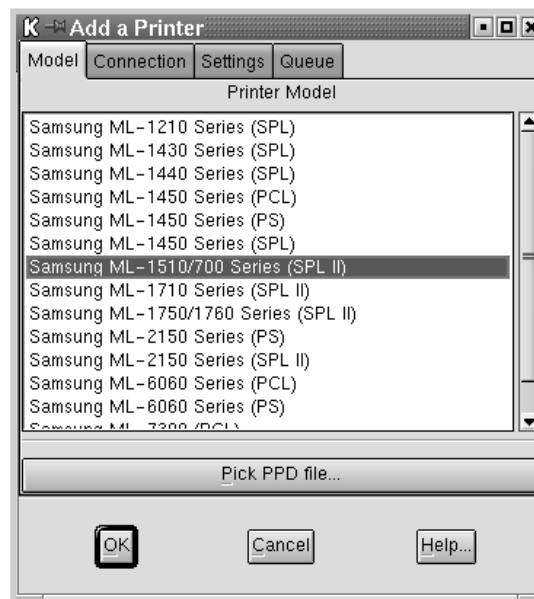 Add a Printer
Model Connection Settings Queue
Printer Model
Samsung ML-1210 Series (SPL)
Samsung ML-1430 Series (SPL)
Samsung ML-1440 Series (SPL)
Samsung ML-1450 Series (PCL)
Samsung ML-1450 Series (PS)
Samsung ML-1450 Series (SPL)
Samsung ML-1510/700 Series (SPL II)
Samsung ML-1710 Series (SPL II)
Samsung ML-1750/1760 Series (SPL II)
Samsung ML-2150 Series (PS)
Samsung ML-2150 Series (SPL II)
Samsung ML-6060 Series (PCL)
Samsung ML-6060 Series (PS)
Samsung ML-7300 (PCL)
Pick PPD file...
OK Cancel Help...